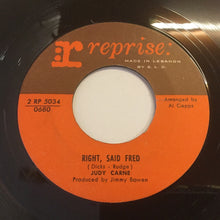 reprise:
MADE IN LEBANON
BY S.L.D.
2 RP 5034
0680
Arranged by
Al Capps
RIGHT, SAID FRED
( Dicks - Rudge )
JUDY CARNE
Produced by Jimmy Bowen